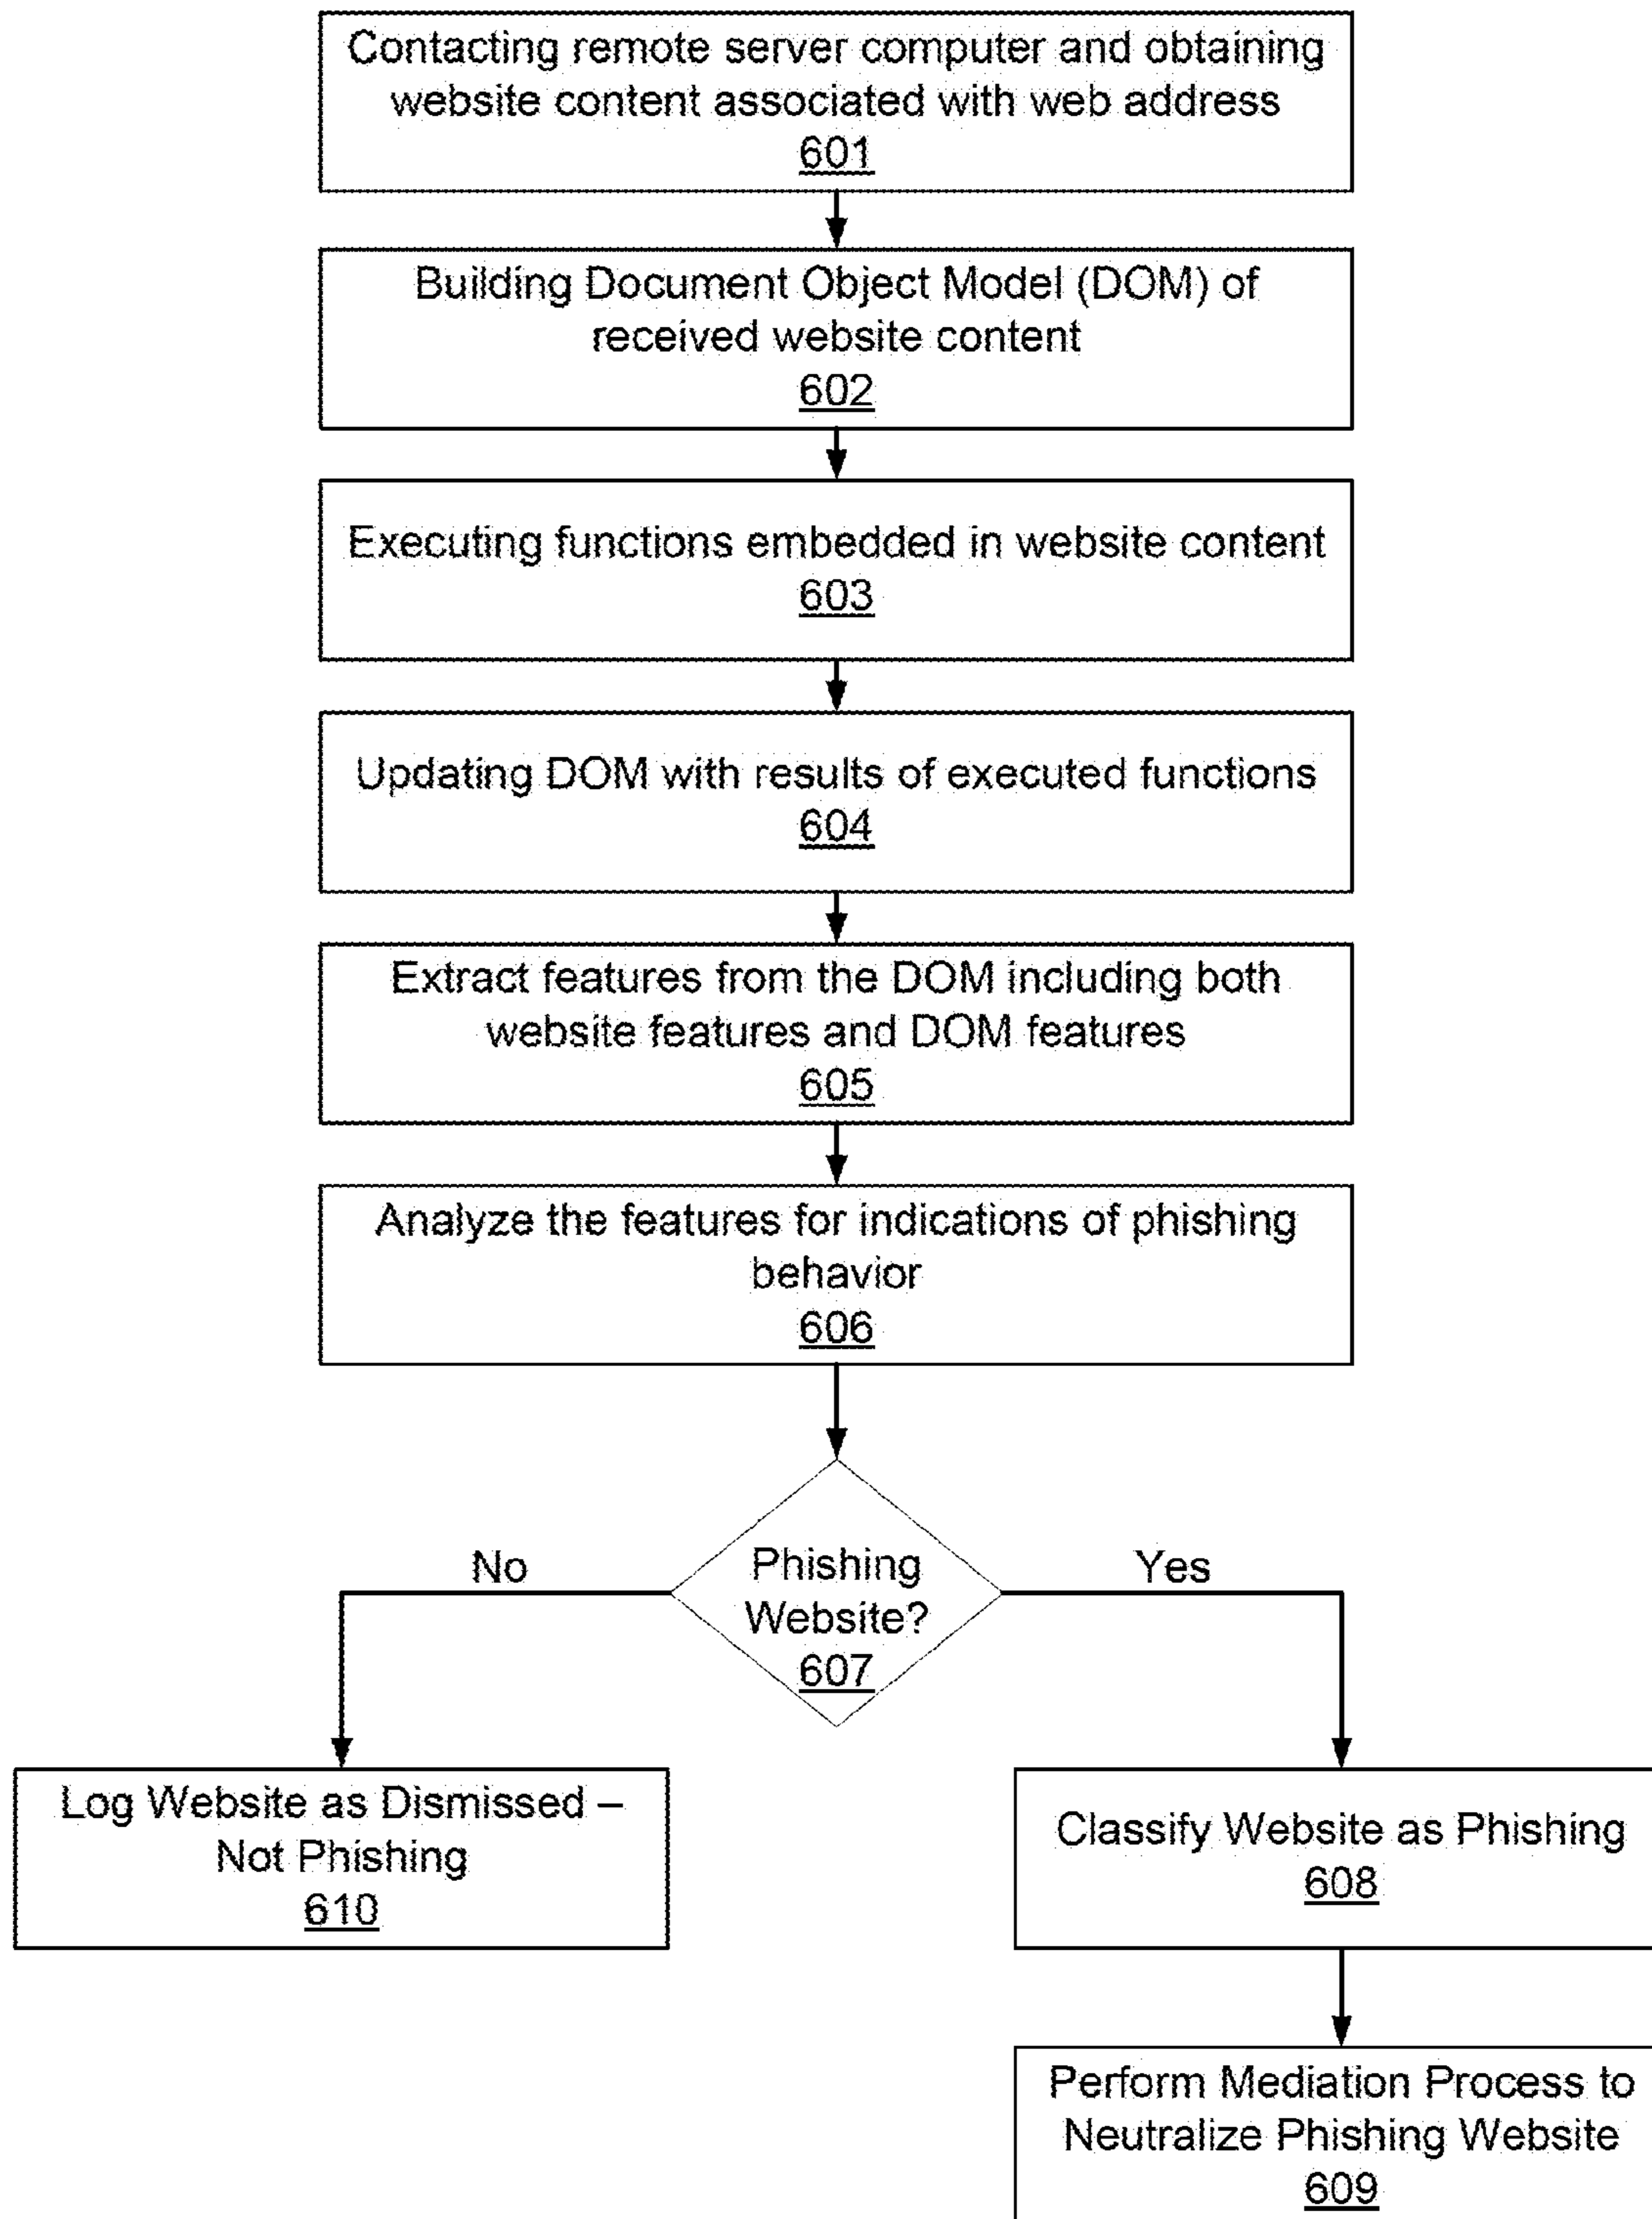 Contacting remote server computer and obtaining
website content associated with web address
601
Building Document Object Model (DOM) of
received website content
602
Executing functions embedded in website content
603
Updating DOM with results of executed functions
604
Extract features from the DOM including both
website features and DOM features
605
Analyze the features for indications of phishing
behavior
606
No
Phishing
Website?
607
Yes
Log Website as Dismissed –
Not Phishing
610
Classify Website as Phishing
608
Perform Mediation Process to
Neutralize Phishing Website
609